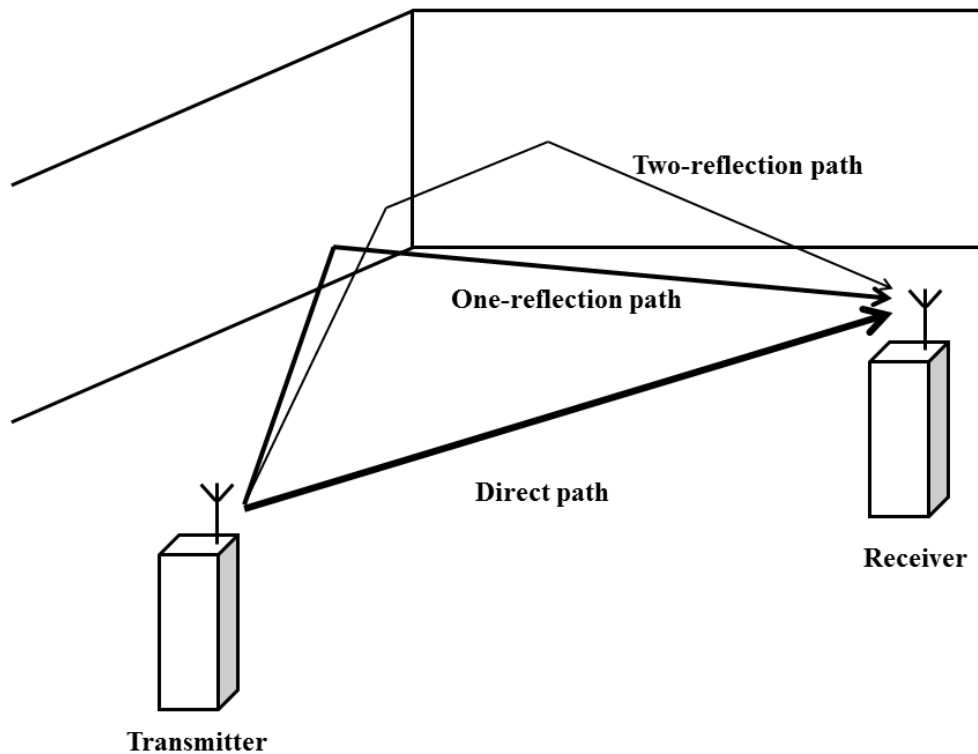 Two-reflection path
One-reflection path
Direct path
Receiver
Transmitter